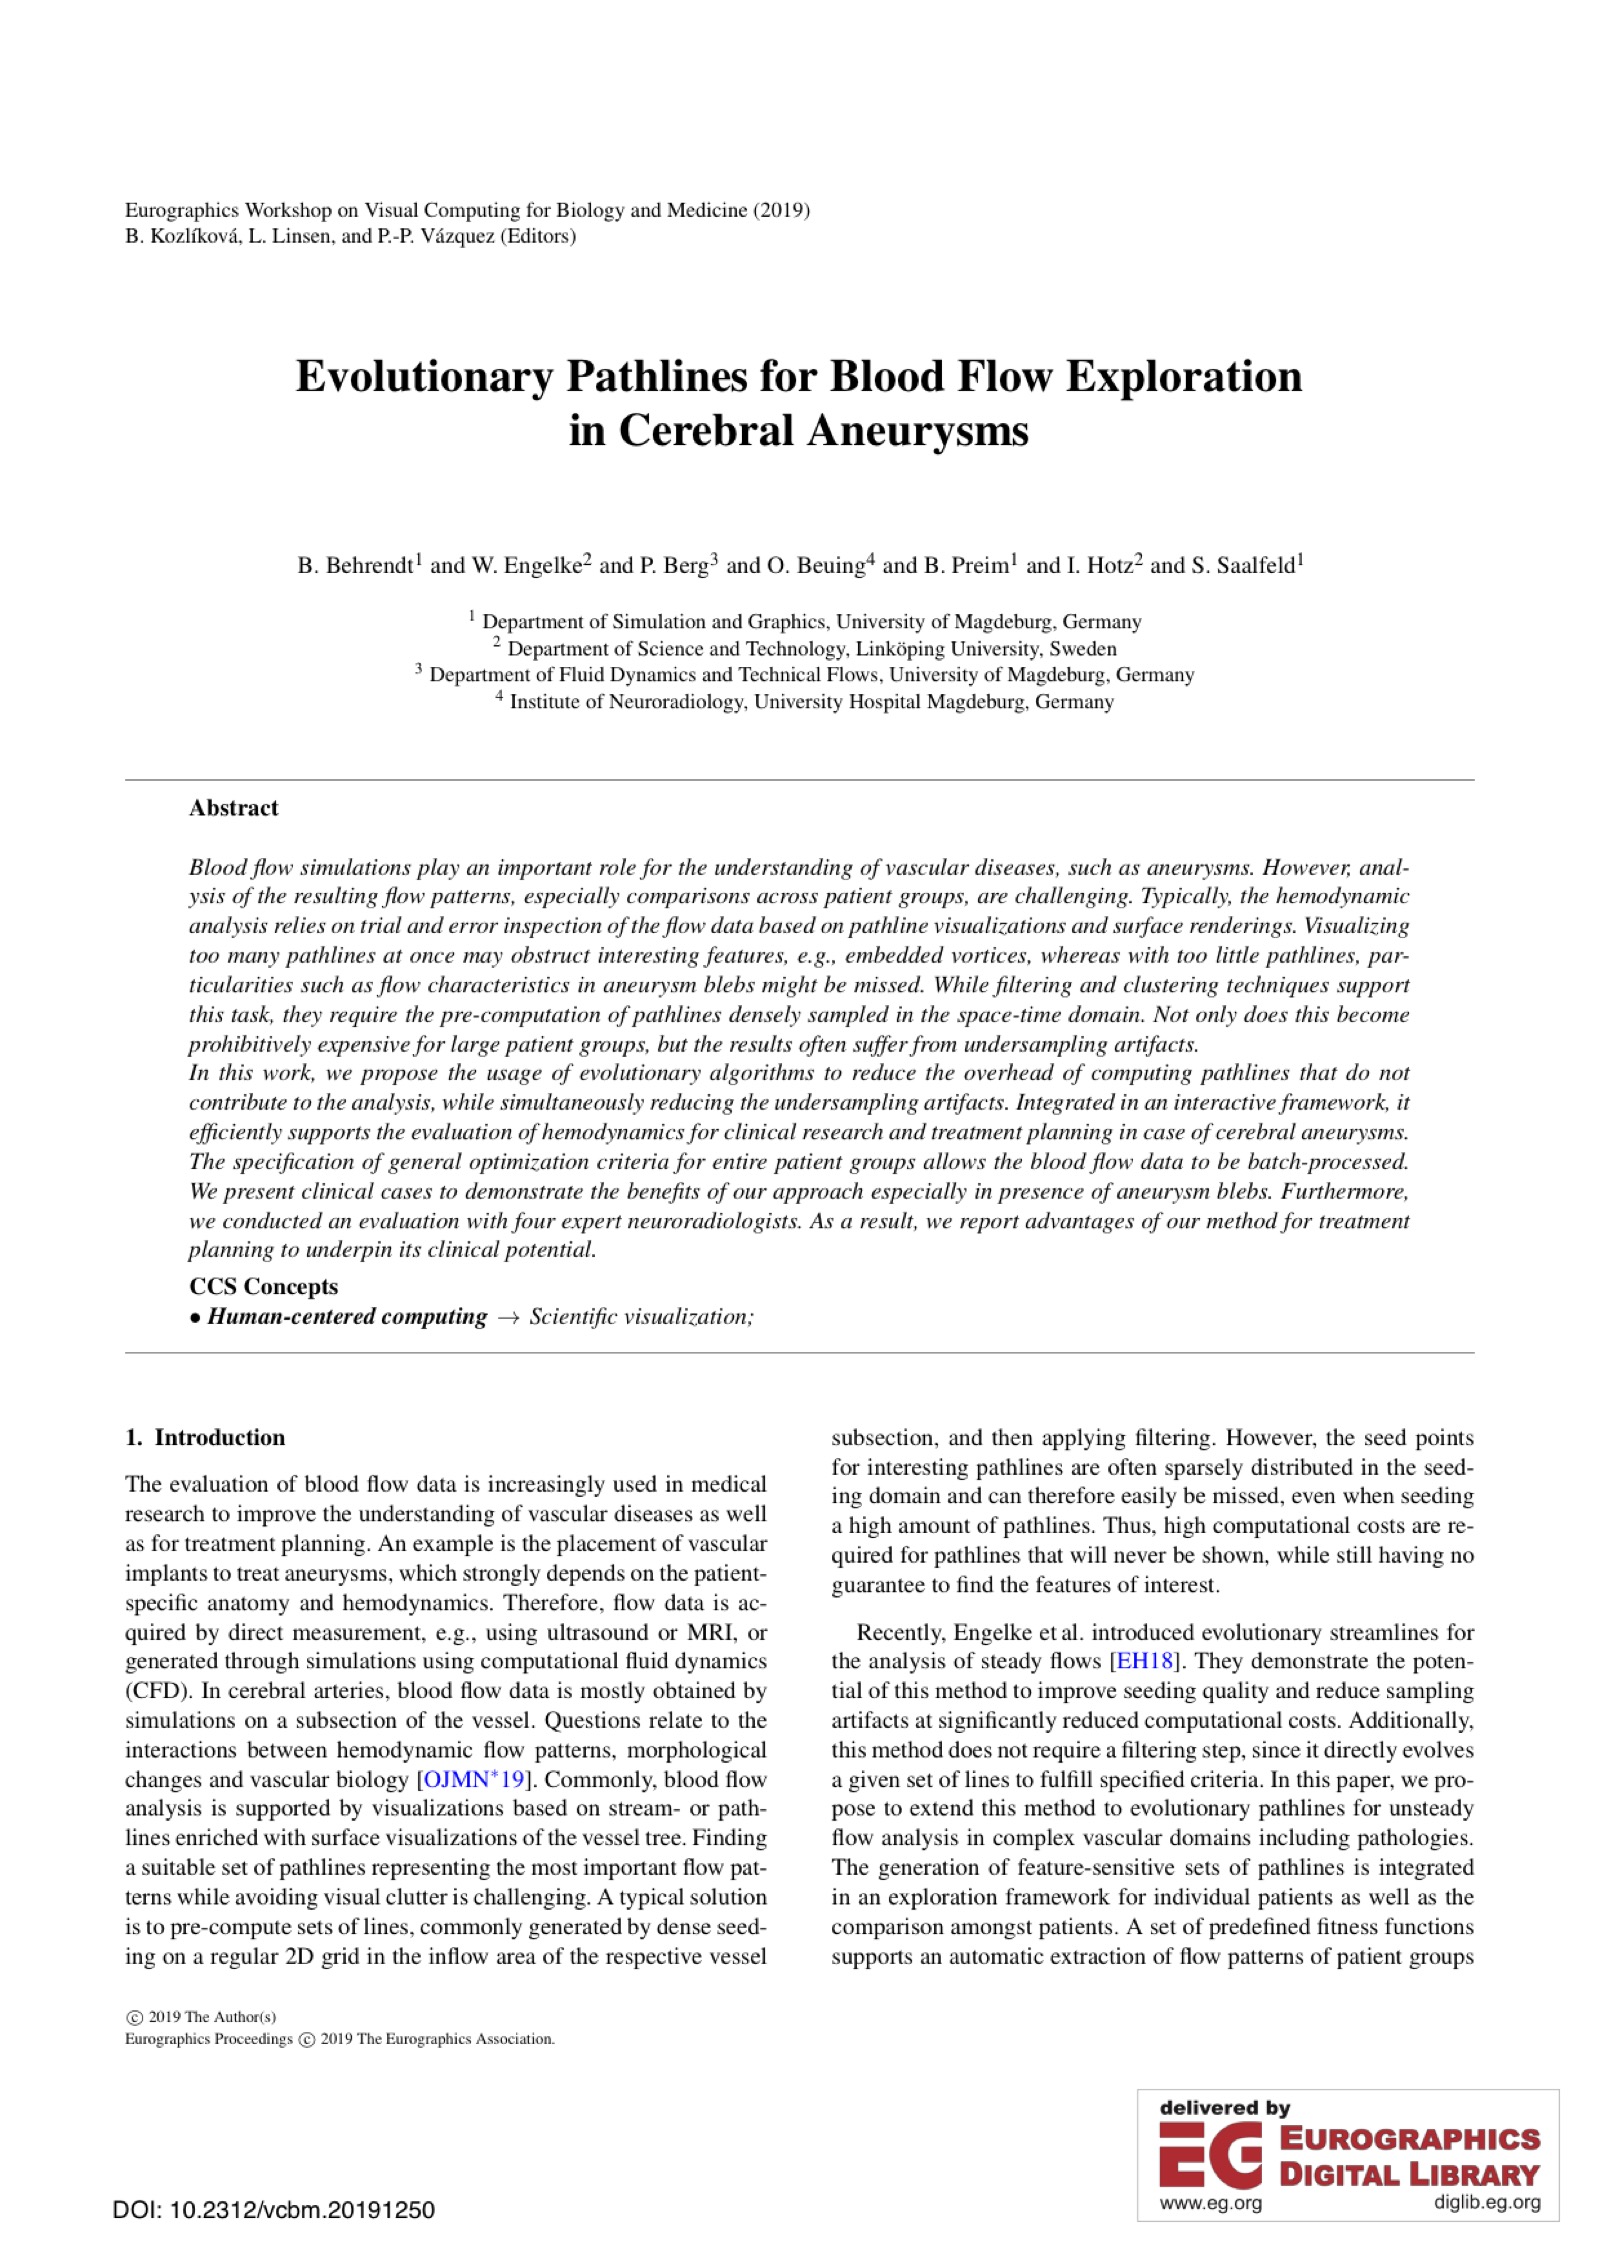 Eurographics Workshop on Visual Computing for Biology and Medicine (2019)
B. Kozlíková, L. Linsen, and P.-P. Vázquez (Editors)
Evolutionary Pathlines for Blood Flow Exploration
in Cerebral Aneurysms
B. Behrendt1 and W. Engelke2 and P. Berg3 and O. Beuing4 and B. Preim1 and I. Hotz2 and S. Saalfeld1
1 Department of Simulation and Graphics, University of Magdeburg, Germany
2 Department of Science and Technology, Linköping University, Sweden
3 Department of Fluid Dynamics and Technical Flows, University of Magdeburg, Germany
4 Institute of Neuroradiology, University Hospital Magdeburg, Germany
Abstract
Blood flow simulations play an important role for the understanding of vascular diseases, such as aneurysms. However, anal-
ysis of the resulting flow patterns, especially comparisons across patient groups, are challenging. Typically, the hemodynamic
analysis relies on trial and error inspection of the flow data based on pathline visualizations and surface renderings. Visualizing
too many pathlines at once may obstruct interesting features, e.g., embedded vortices, whereas with too little pathlines, par-
ticularities such as flow characteristics in aneurysm blebs might be missed. While filtering and clustering techniques support
this task, they require the pre-computation of pathlines densely sampled in the space-time domain. Not only does this become
prohibitively expensive for large patient groups, but the results often suffer from undersampling artifacts.
In this work, we propose the usage of evolutionary algorithms to reduce the overhead of computing pathlines that do not
contribute to the analysis, while simultaneously reducing the undersampling artifacts. Integrated in an interactive framework, it
efficiently supports the evaluation of hemodynamics for clinical research and treatment planning in case of cerebral aneurysms.
The specification of general optimization criteria for entire patient groups allows the blood flow data to be batch-processed.
We present clinical cases to demonstrate the benefits of our approach especially in presence of aneurysm blebs. Furthermore,
we conducted an evaluation with four expert neuroradiologists. As a result, we report advantages of our method for treatment
planning to underpin its clinical potential.
CCS Concepts
• Human-centered computing → Scientific visualization;
1. Introduction
The evaluation of blood flow data is increasingly used in medical
research to improve the understanding of vascular diseases as well
as for treatment planning. An example is the placement of vascular
implants to treat aneurysms, which strongly depends on the patient-
specific anatomy and hemodynamics. Therefore, flow data is ac-
quired by direct measurement, e.g., using ultrasound or MRI, or
generated through simulations using computational fluid dynamics
(CFD). In cerebral arteries, blood flow data is mostly obtained by
simulations on a subsection of the vessel. Questions relate to the
interactions between hemodynamic flow patterns, morphological
changes and vascular biology [OJMN*19]. Commonly, blood flow
analysis is supported by visualizations based on stream- or path-
lines enriched with surface visualizations of the vessel tree. Finding
a suitable set of pathlines representing the most important flow pat-
terns while avoiding visual clutter is challenging. A typical solution
is to pre-compute sets of lines, commonly generated by dense seed-
ing on a regular 2D grid in the inflow area of the respective vessel
subsection, and then applying filtering. However, the seed points
for interesting pathlines are often sparsely distributed in the seed-
ing domain and can therefore easily be missed, even when seeding
a high amount of pathlines. Thus, high computational costs are re-
quired for pathlines that will never be shown, while still having no
guarantee to find the features of interest.
Recently, Engelke et al. introduced evolutionary streamlines for
the analysis of steady flows [EH18]. They demonstrate the poten-
tial of this method to improve seeding quality and reduce sampling
artifacts at significantly reduced computational costs. Additionally,
this method does not require a filtering step, since it directly evolves
a given set of lines to fulfill specified criteria. In this paper, we pro-
pose to extend this method to evolutionary pathlines for unsteady
flow analysis in complex vascular domains including pathologies.
The generation of feature-sensitive sets of pathlines is integrated
in an exploration framework for individual patients as well as the
comparison amongst patients. A set of predefined fitness functions
supports an automatic extraction of flow patterns of patient groups
© 2019 The Author(s)
Eurographics Proceedings © 2019 The Eurographics Association.
DOI: 10.2312/vcbm.20191250
delivered by
EG EUROGRAPHICS
DIGITAL LIBRARY
www.eg.org diglib.eg.org